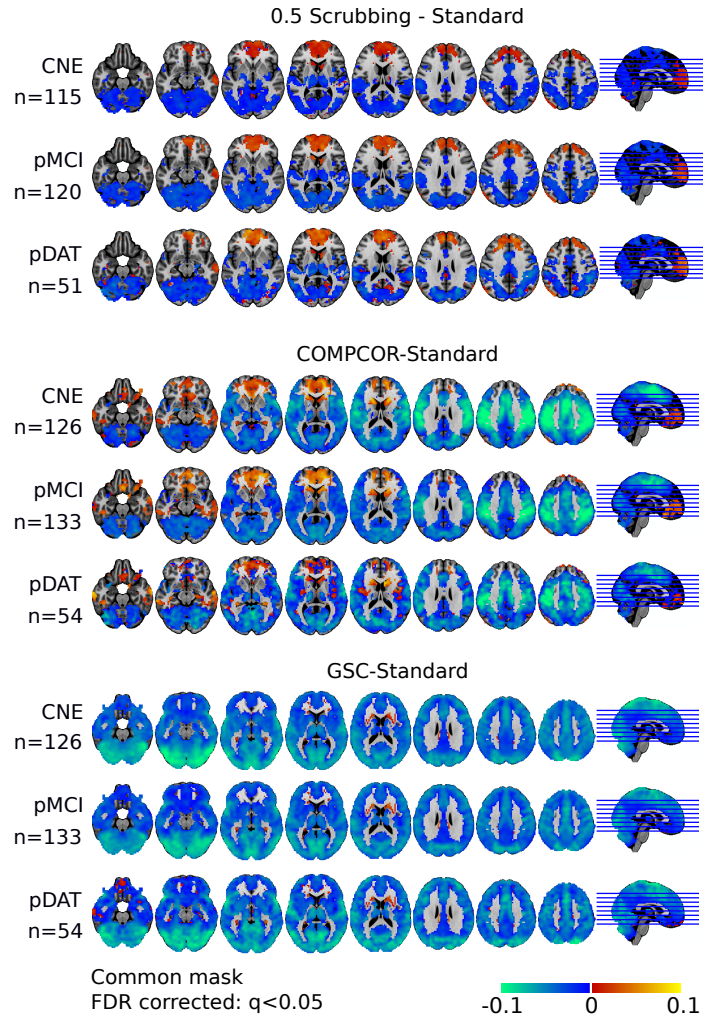 0.5 Scrubbing - Standard
CNE
n=115
pMCI
n=120
pDAT
n=51
COMPCOR-Standard
CNE
n=126
pMCI
n=133
pDAT
n=54
GSC-Standard
CNE
n=126
pMCI
n=133
pDAT
n=54
Common mask
FDR corrected: q<0.05
-0.1 0 0.1